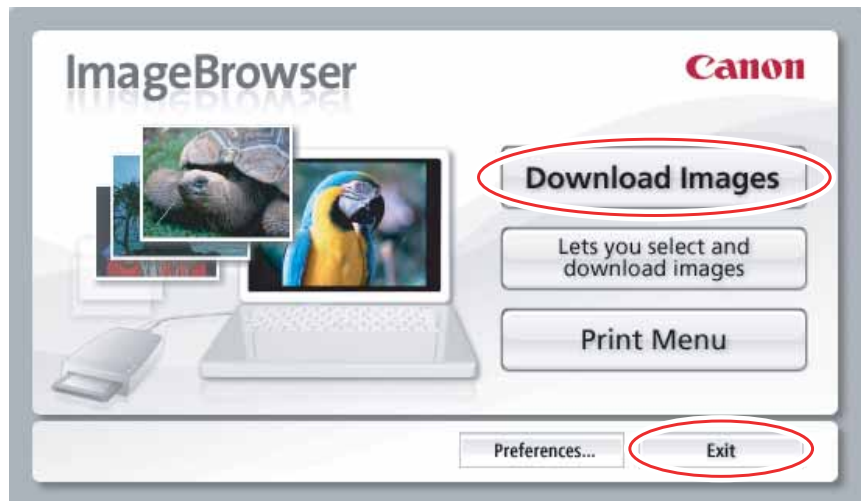 ImageBrowser
Canon
Download Images
Lets you select and
download images
Print Menu
Preferences...
Exit